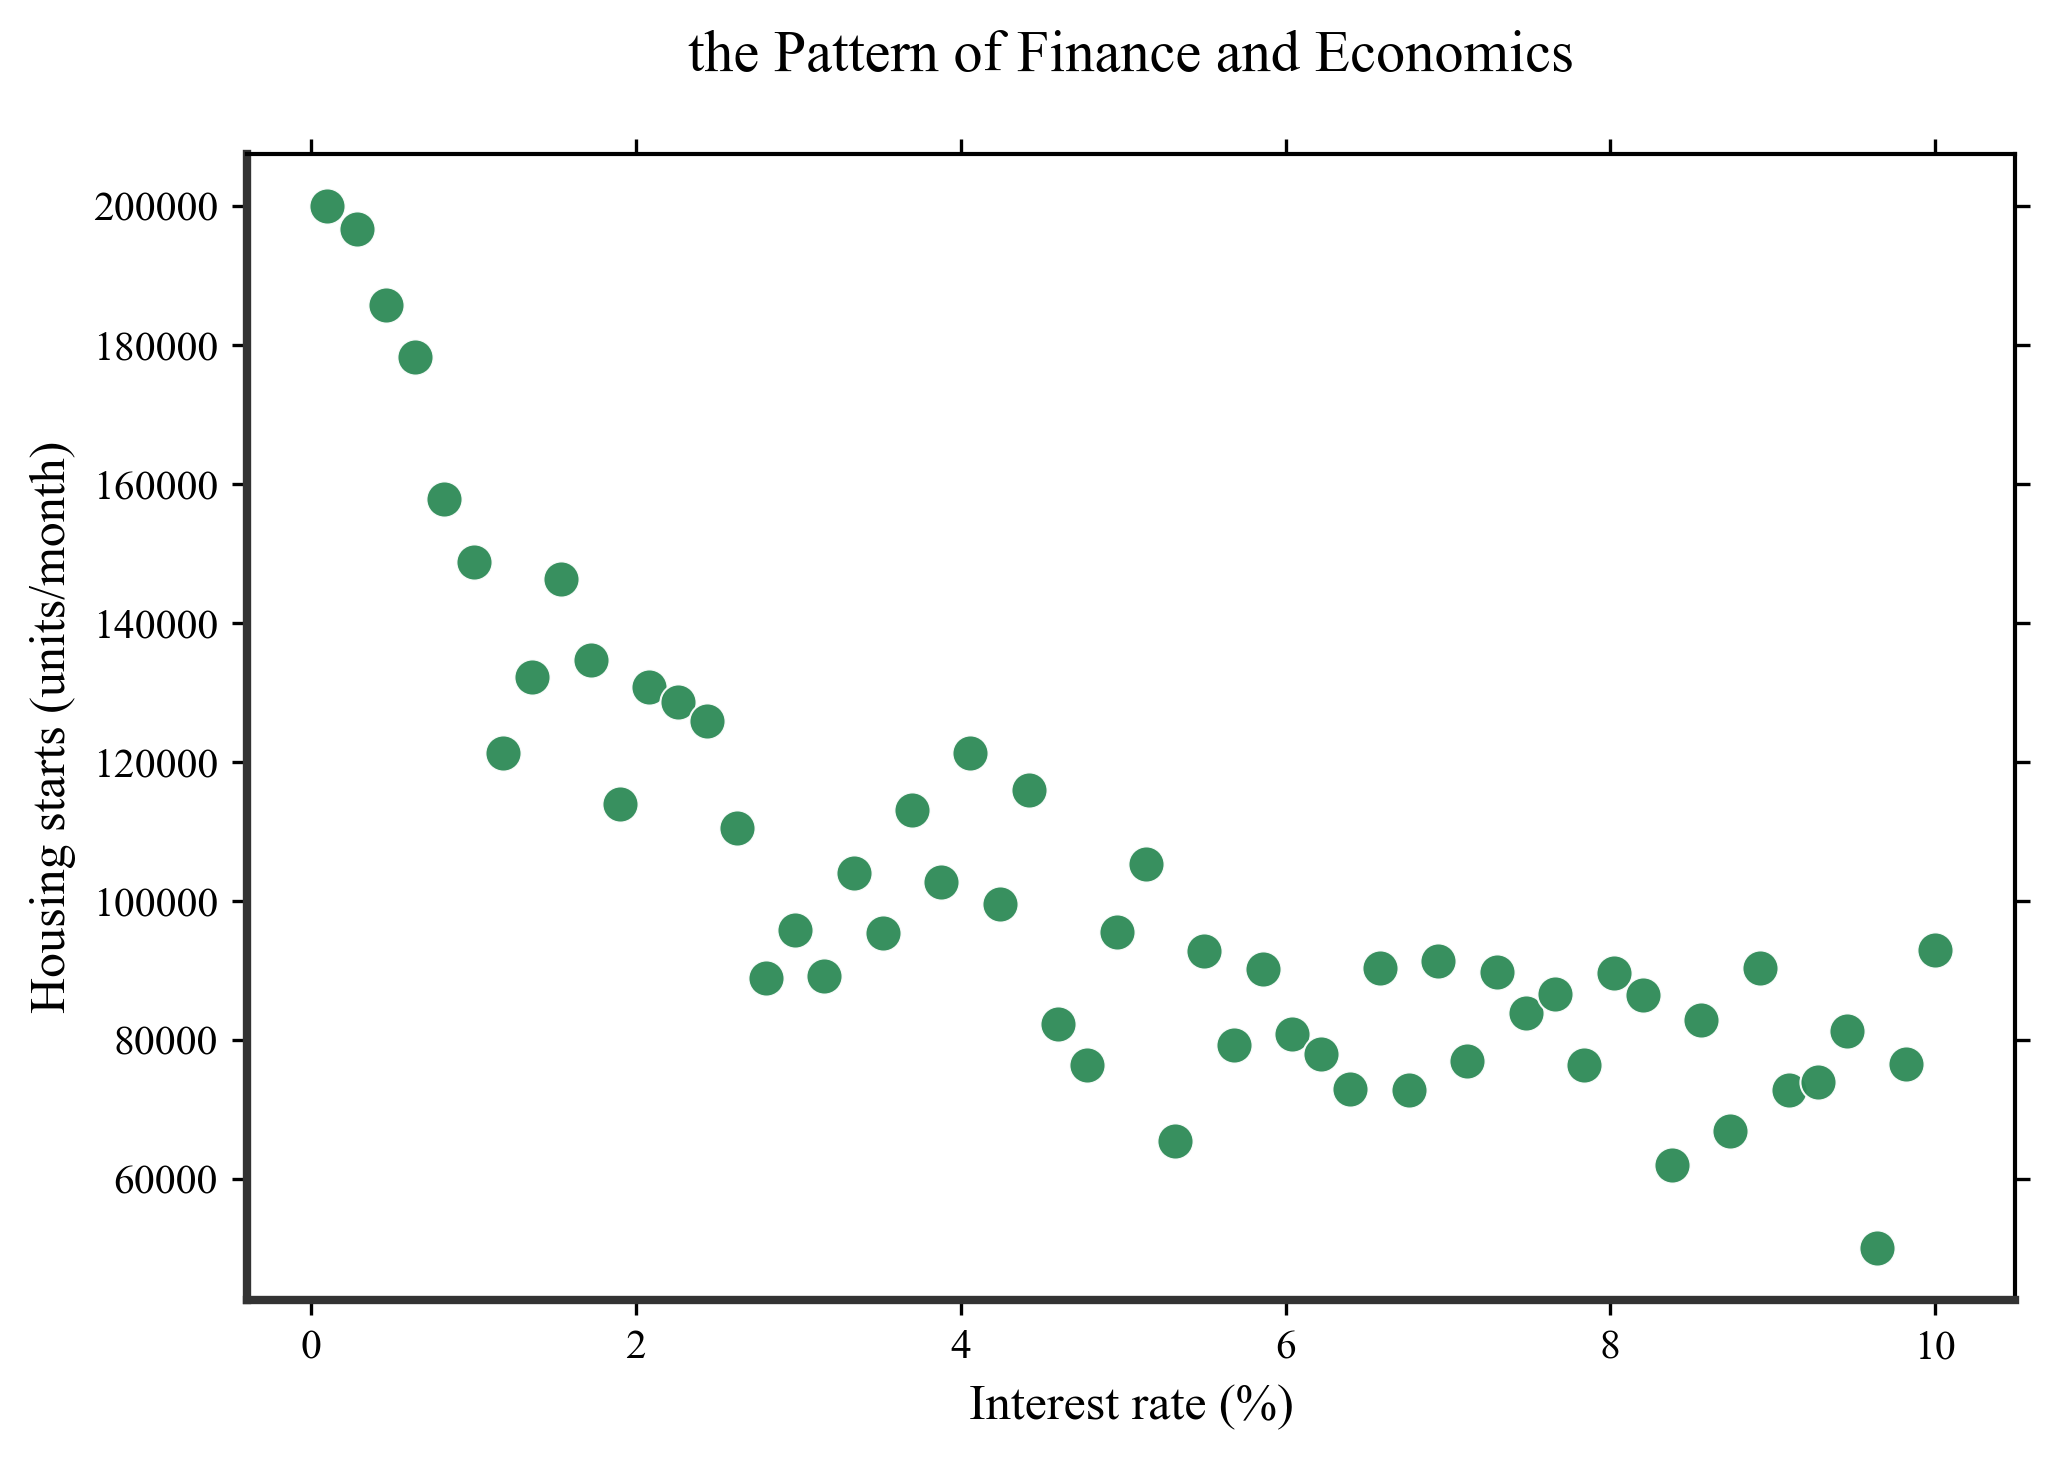 the Pattern of Finance and Economics
Housing starts (units/month)
200000
180000
160000
140000
120000
100000
80000
60000
0 2 4 6 8 10
Interest rate (%)